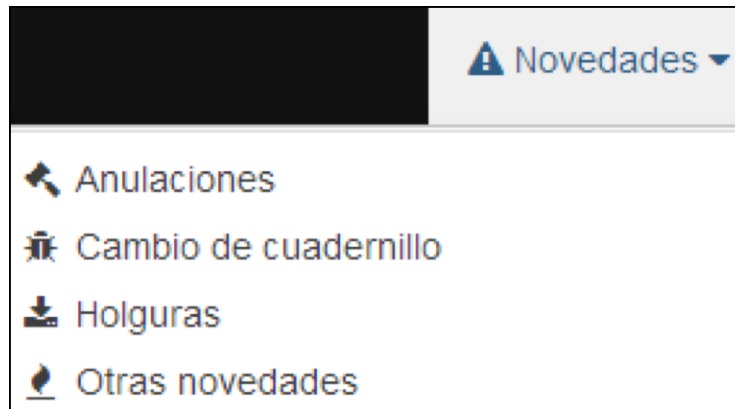 Novedades
Anulaciones
Cambio de cuadernillo
Holguras
Otras novedades